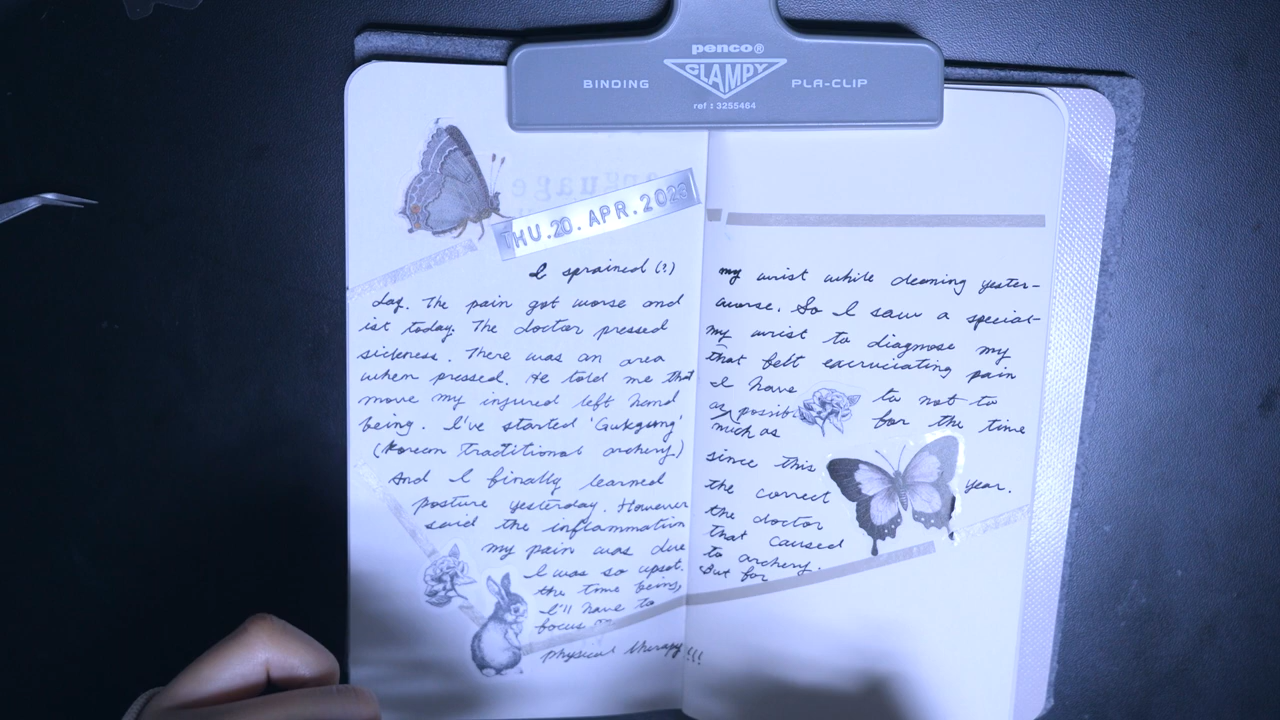 penco®
CLAMPY
BINDING PLA-CLIP
ref : 3255464
THU.20.APR.2023
I sprained (?) my wrist while cleaning yester-
day. The pain got worse and worse. So I saw a special-
ist today. The doctor pressed my wrist to diagnose my
sickness. There was an area that felt excruciating pain
when pressed. He told me that I have to not to
move my injured left hand as much as possible for the time
being. I've started 'Gukgung'
(Korean traditional archery) since this year.
And I finally learned the correct
posture yesterday. However the doctor
said the inflammation that caused
my pain was due to archery.
I was so upset. But for
the time being,
I'll have to
focus on
physical therapy!!!